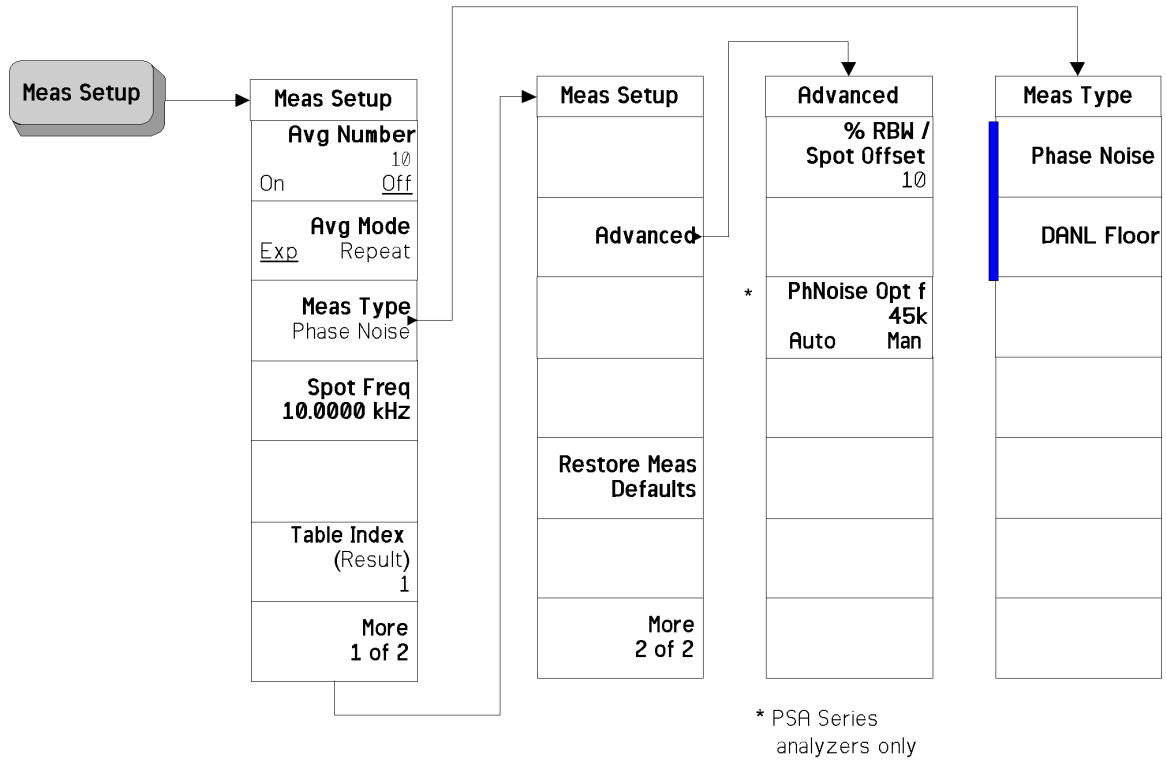 Meas Setup
Meas Setup
Avg Number
10
On Off
Avg Mode
Exp Repeat
Meas Type
Phase Noise
Spot Freq
10.0000 kHz
Table Index
(Result)
1
More
1 of 2
Meas Setup
Advanced
Restore Meas
Defaults
More
2 of 2
Advanced
% RBW /
Spot Offset
10
* PhNoise Opt f
45k
Auto Man
* PSA Series
analyzers only
Meas Type
Phase Noise
DANL Floor